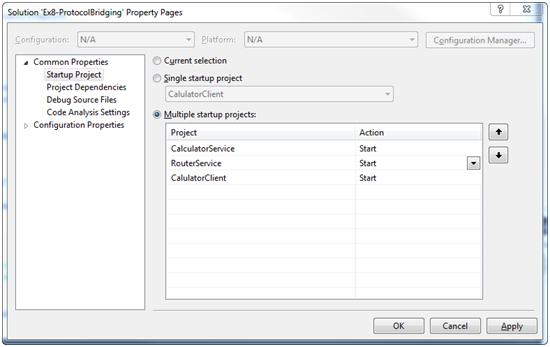 Solution 'Ex8-ProtocolBridging' Property Pages
Configuration: N/A Platform: N/A Configuration Manager...
Common Properties
Startup Project
Project Dependencies
Debug Source Files
Code Analysis Settings
Configuration Properties
Current selection
Single startup project
CalulatorClient
Multiple startup projects:
Project Action
CalculatorService Start
RouterService Start
CalulatorClient Start
OK Cancel Apply